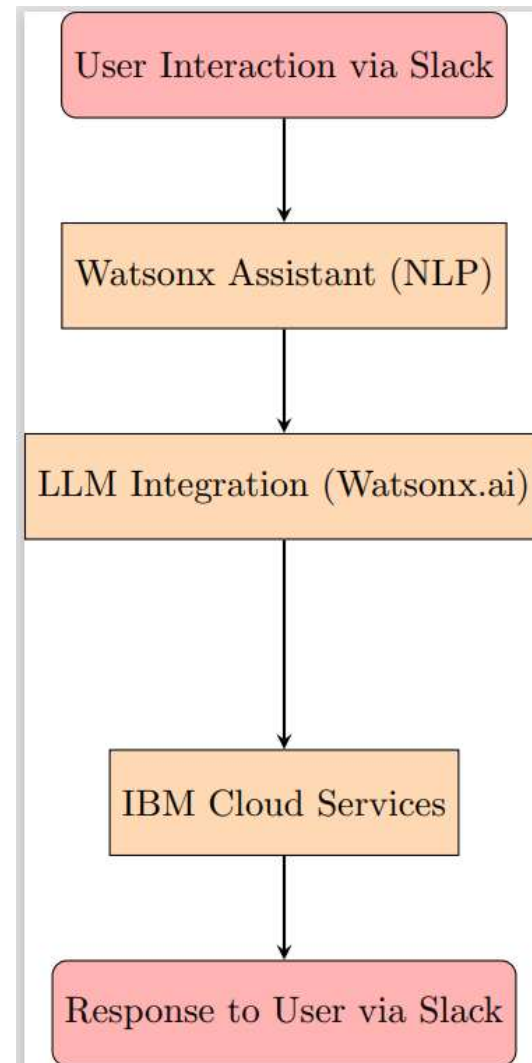 User Interaction via Slack
Watsonx Assistant (NLP)
LLM Integration (Watsonx.ai)
IBM Cloud Services
Response to User via Slack